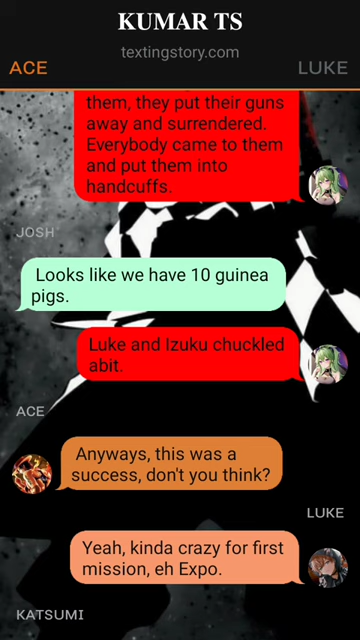 KUMAR TS
textingstory.com
ACE
LUKE
them, they put their guns
away and surrendered.
Everybody came to them
and put them into
handcuffs.
JOSH
Looks like we have 10 guinea
pigs.
Luke and Izuku chuckled
abit.
ACE
Anyways, this was a
success, don't you think?
LUKE
Yeah, kinda crazy for first
mission, eh Expo.
KATSUMI